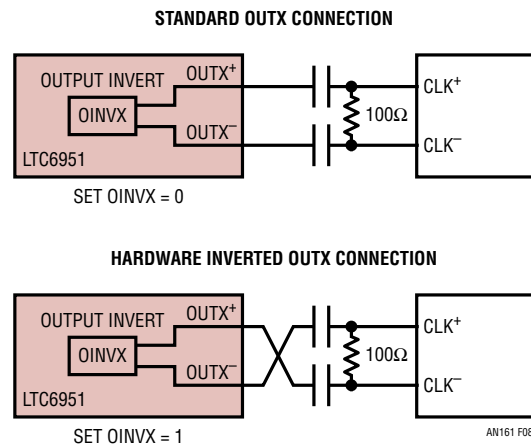 STANDARD OUTX CONNECTION
OUTPUT INVERT
OUTX+
OINVX
OUTX–
LTC6951
100Ω
CLK+
CLK–
SET OINVX = 0
HARDWARE INVERTED OUTX CONNECTION
OUTPUT INVERT
OUTX+
OINVX
OUTX–
LTC6951
100Ω
CLK+
CLK–
SET OINVX = 1
AN161 F08